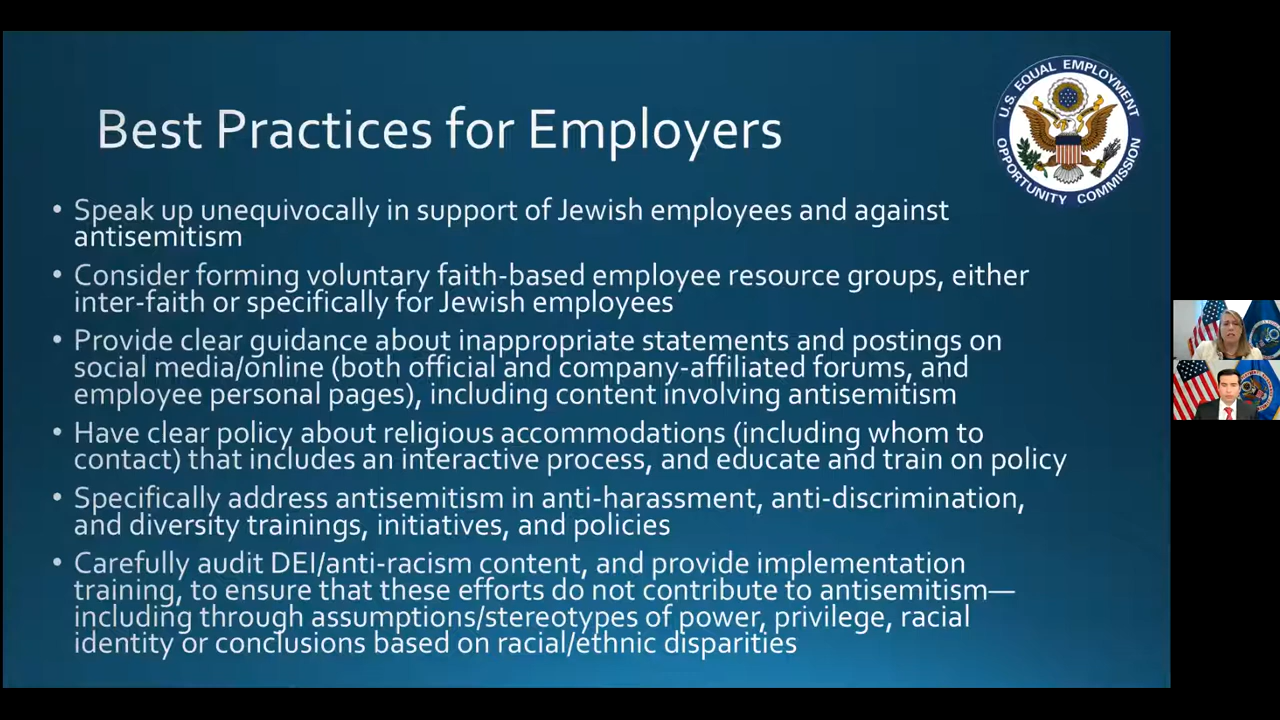 Best Practices for Employers
U.S. EQUAL EMPLOYMENT
OPPORTUNITY COMMISSION
• Speak up unequivocally in support of Jewish employees and against
antisemitism
• Consider forming voluntary faith-based employee resource groups, either
inter-faith or specifically for Jewish employees
• Provide clear guidance about inappropriate statements and postings on
social media/online (both official and company-affiliated forums, and
employee personal pages), including content involving antisemitism
• Have clear policy about religious accommodations (including whom to
contact) that includes an interactive process, and educate and train on policy
• Specifically address antisemitism in anti-harassment, anti-discrimination,
and diversity trainings, initiatives, and policies
• Carefully audit DEI/anti-racism content, and provide implementation
training, to ensure that these efforts do not contribute to antisemitism—
including through assumptions/stereotypes of power, privilege, racial
identity or conclusions based on racial/ethnic disparities